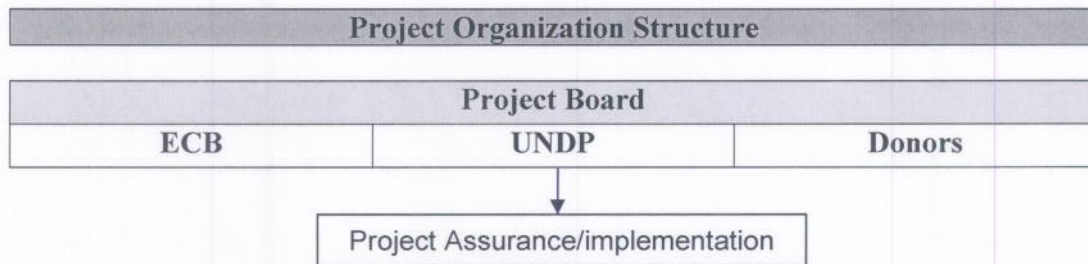 Project Organization Structure
Project Board
ECB UNDP Donors
Project Assurance/implementation